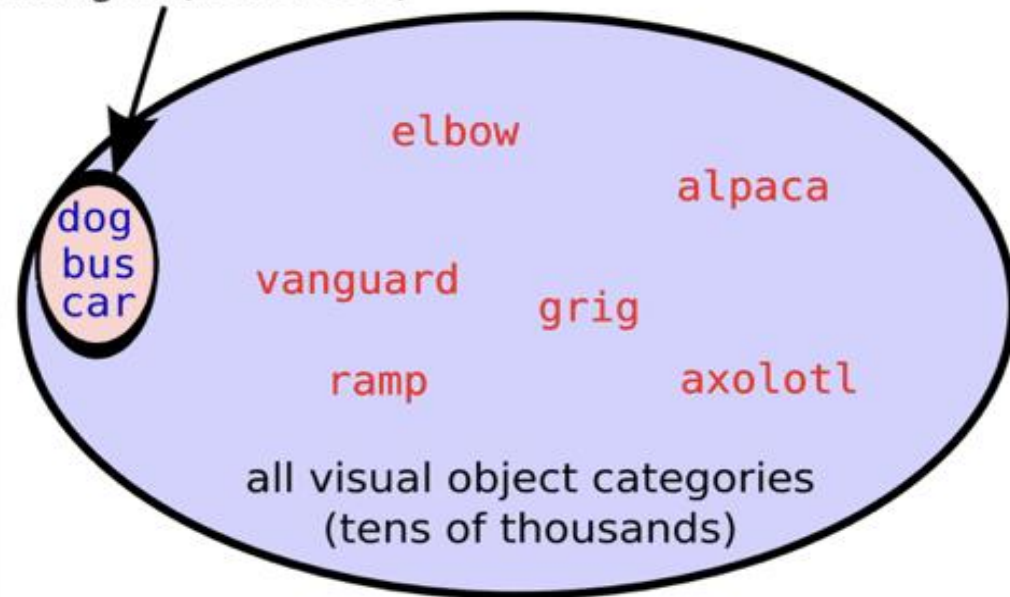 elbow
alpaca
dog
bus
car
vanguard
grig
ramp
axolotl
all visual object categories
(tens of thousands)